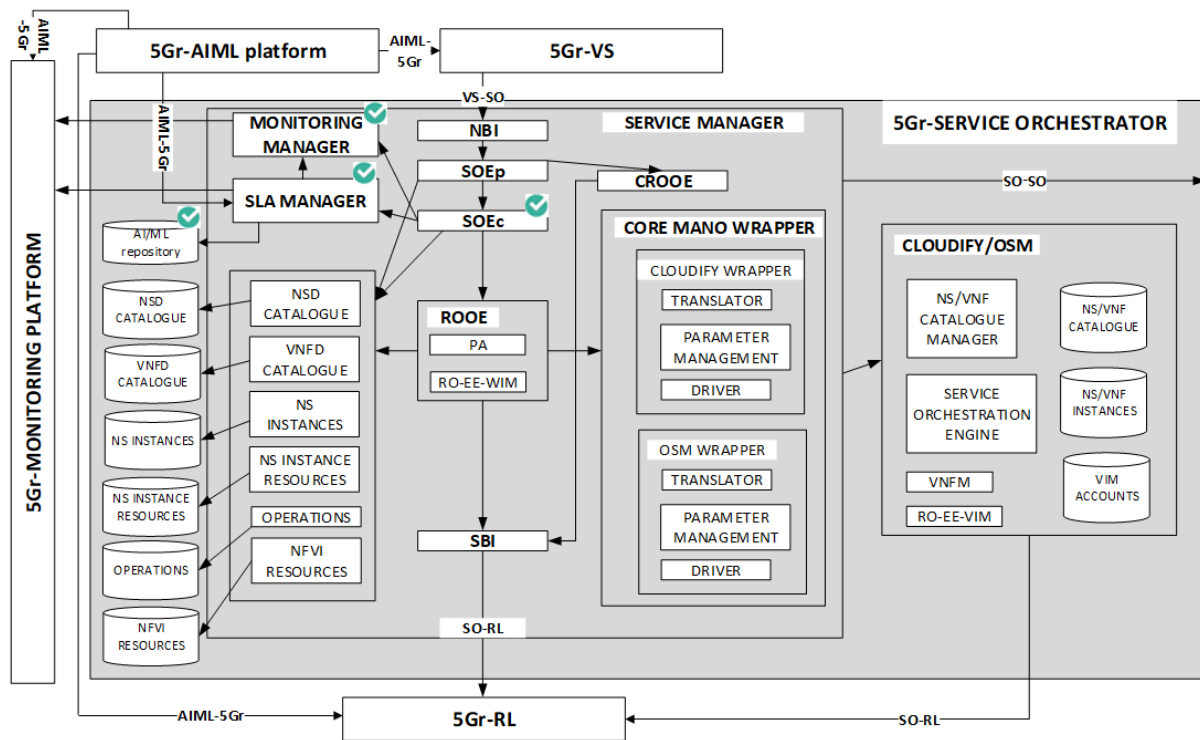 AIML
-5Gr
5Gr-AIML platform
AIML-
5Gr
5Gr-VS
VS-SO
AIML-5Gr
5Gr-MONITORING PLATFORM
MONITORING
MANAGER
NBI
SERVICE MANAGER
5Gr-SERVICE ORCHESTRATOR
SOEp
CROOE
SO-SO
SLA MANAGER
SOEc
AI/ML
repository
CORE MANO WRAPPER
CLOUDIFY/OSM
CLOUDIFY WRAPPER
TRANSLATOR
PARAMETER
MANAGEMENT
DRIVER
NSD
CATALOGUE
NSD
CATALOGUE
ROOE
PA
RO-EE-WIM
VNFD
CATALOGUE
VNFD
CATALOGUE
NS/VNF
CATALOGUE
MANAGER
NS/VNF
CATALOGUE
SERVICE
ORCHESTRATION
ENGINE
NS/VNF
INSTANCES
NS INSTANCES
NS
INSTANCES
OSM WRAPPER
TRANSLATOR
PARAMETER
MANAGEMENT
DRIVER
VNFM
RO-EE-VIM
VIM
ACCOUNTS
NS INSTANCE
RESOURCES
NS INSTANCE
RESOURCES
OPERATIONS
OPERATIONS
SBI
NFVI
RESOURCES
NFVI
RESOURCES
SO-RL
AIML-5Gr
5Gr-RL
SO-RL